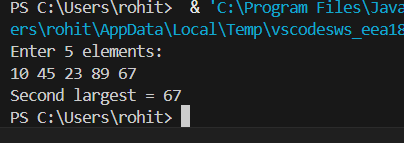 PS C:\Users\rohit>  & 'C:\Program Files\Java
ers\rohit\AppData\Local\Temp\vscodesws_eea18
Enter 5 elements:
10 45 23 89 67
Second largest = 67
PS C:\Users\rohit>